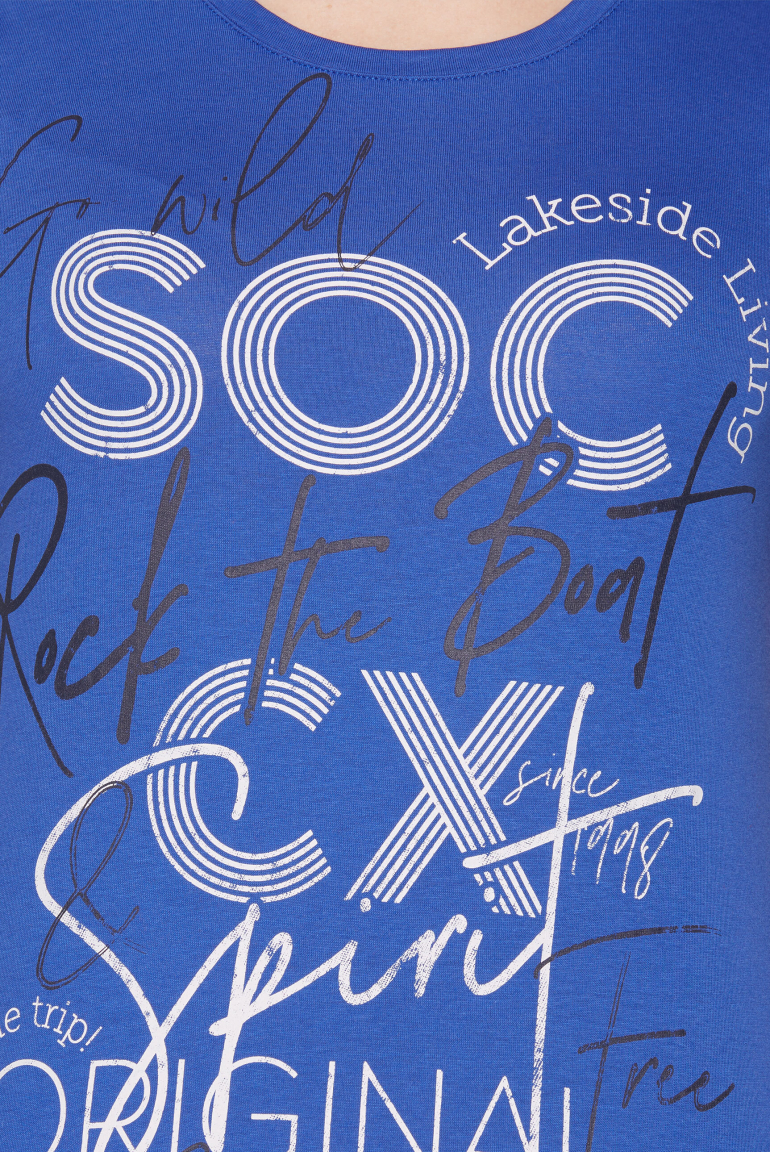 Go wild
Lakeside Living
SOC
Rock the Boat
CX
since
1998
&
Spirit
Free
trip!
ORIGINAL